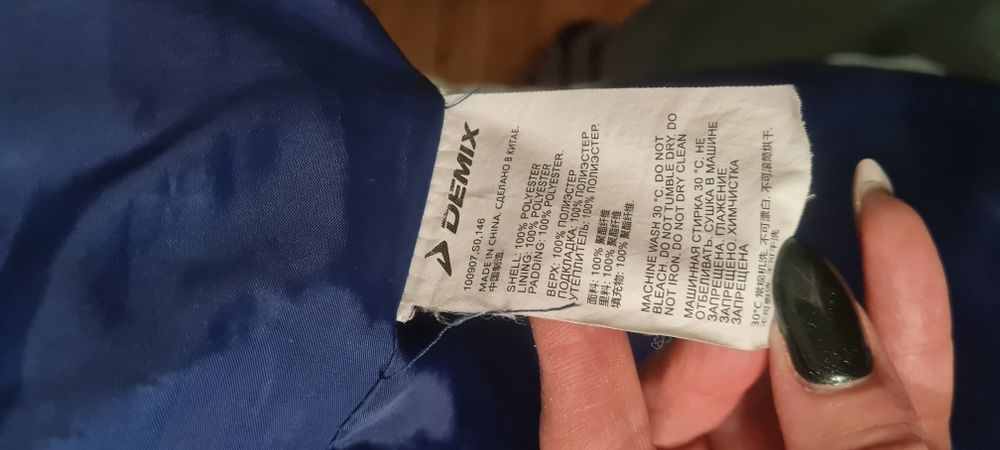 DEMIX
100907,S0,146
MADE IN CHINA. СДЕЛАНО В КИТАЕ.
中国制造.
SHELL: 100% POLYESTER
LINING: 100% POLYESTER
PADDING: 100% POLYESTER.
ВЕРХ: 100% ПОЛИЭСТЕР
ПОДКЛАДКА: 100% ПОЛИЭСТЕР
УТЕПЛИТЕЛЬ: 100% ПОЛИЭСТЕР.
面料: 100% 聚酯纤维
里料: 100% 聚酯纤维
填充物: 100% 聚酯纤维.
MACHINE WASH 30 °C. DO NOT
BLEACH. DO NOT TUMBLE DRY. DO
NOT IRON. DO NOT DRY CLEAN
МАШИННАЯ СТИРКА 30 °C. НЕ
ОТБЕЛИВАТЬ. СУШКА В МАШИНЕ
ЗАПРЕЩЕНА. ГЛАЖЕНИЕ
ЗАПРЕЩЕНО. ХИМЧИСТКА
ЗАПРЕЩЕНА
30°C 常规机洗. 不可漂白. 不可滚筒烘干.